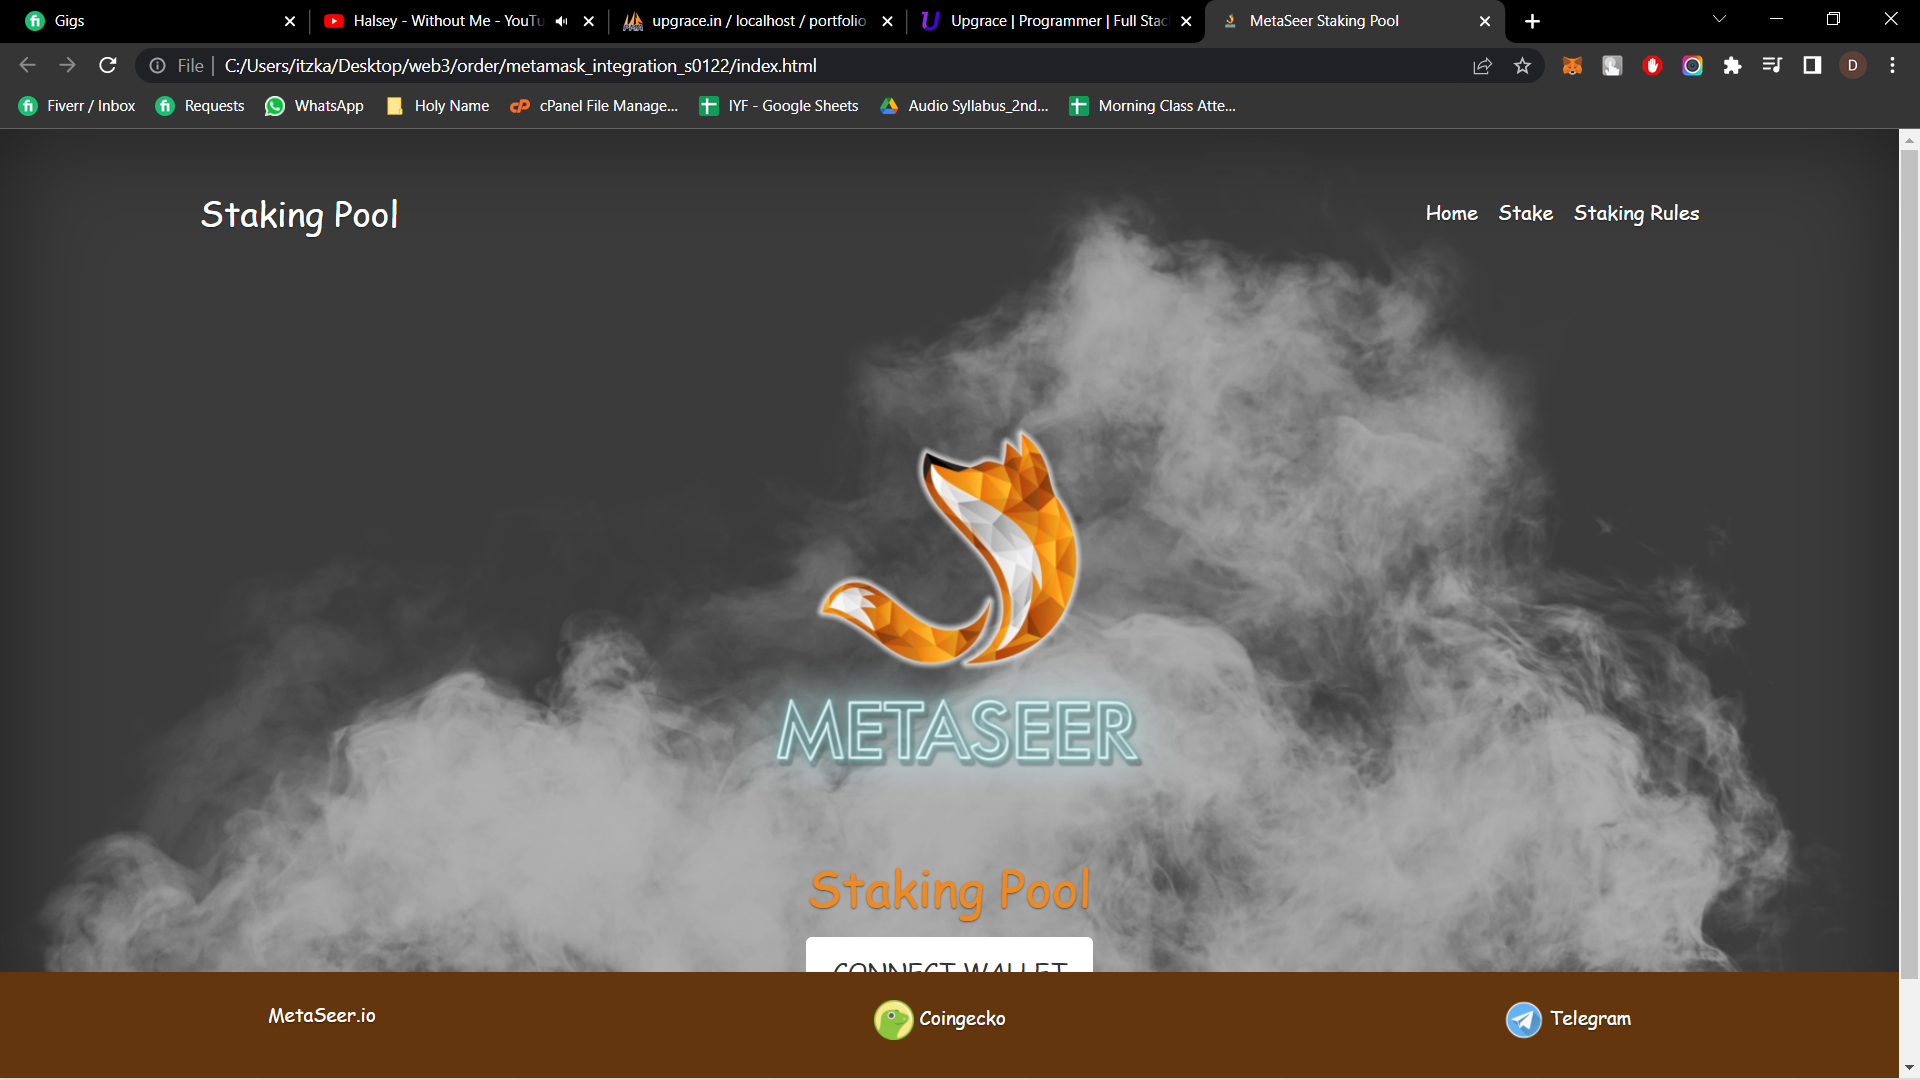 Gigs
Halsey - Without Me - YouTu
upgrace.in / localhost / portfolio
Upgrace | Programmer | Full Stac
MetaSeer Staking Pool
File
C:/Users/itzka/Desktop/web3/order/metamask_integration_s0122/index.html
D
Fiverr / Inbox
Requests
WhatsApp
Holy Name
cPanel File Manage...
IYF - Google Sheets
Audio Syllabus_2nd...
Morning Class Atte...
Staking Pool
Home
Stake
Staking Rules
METASEER
Staking Pool
CONNECT WALLET
MetaSeer.io
Coingecko
Telegram